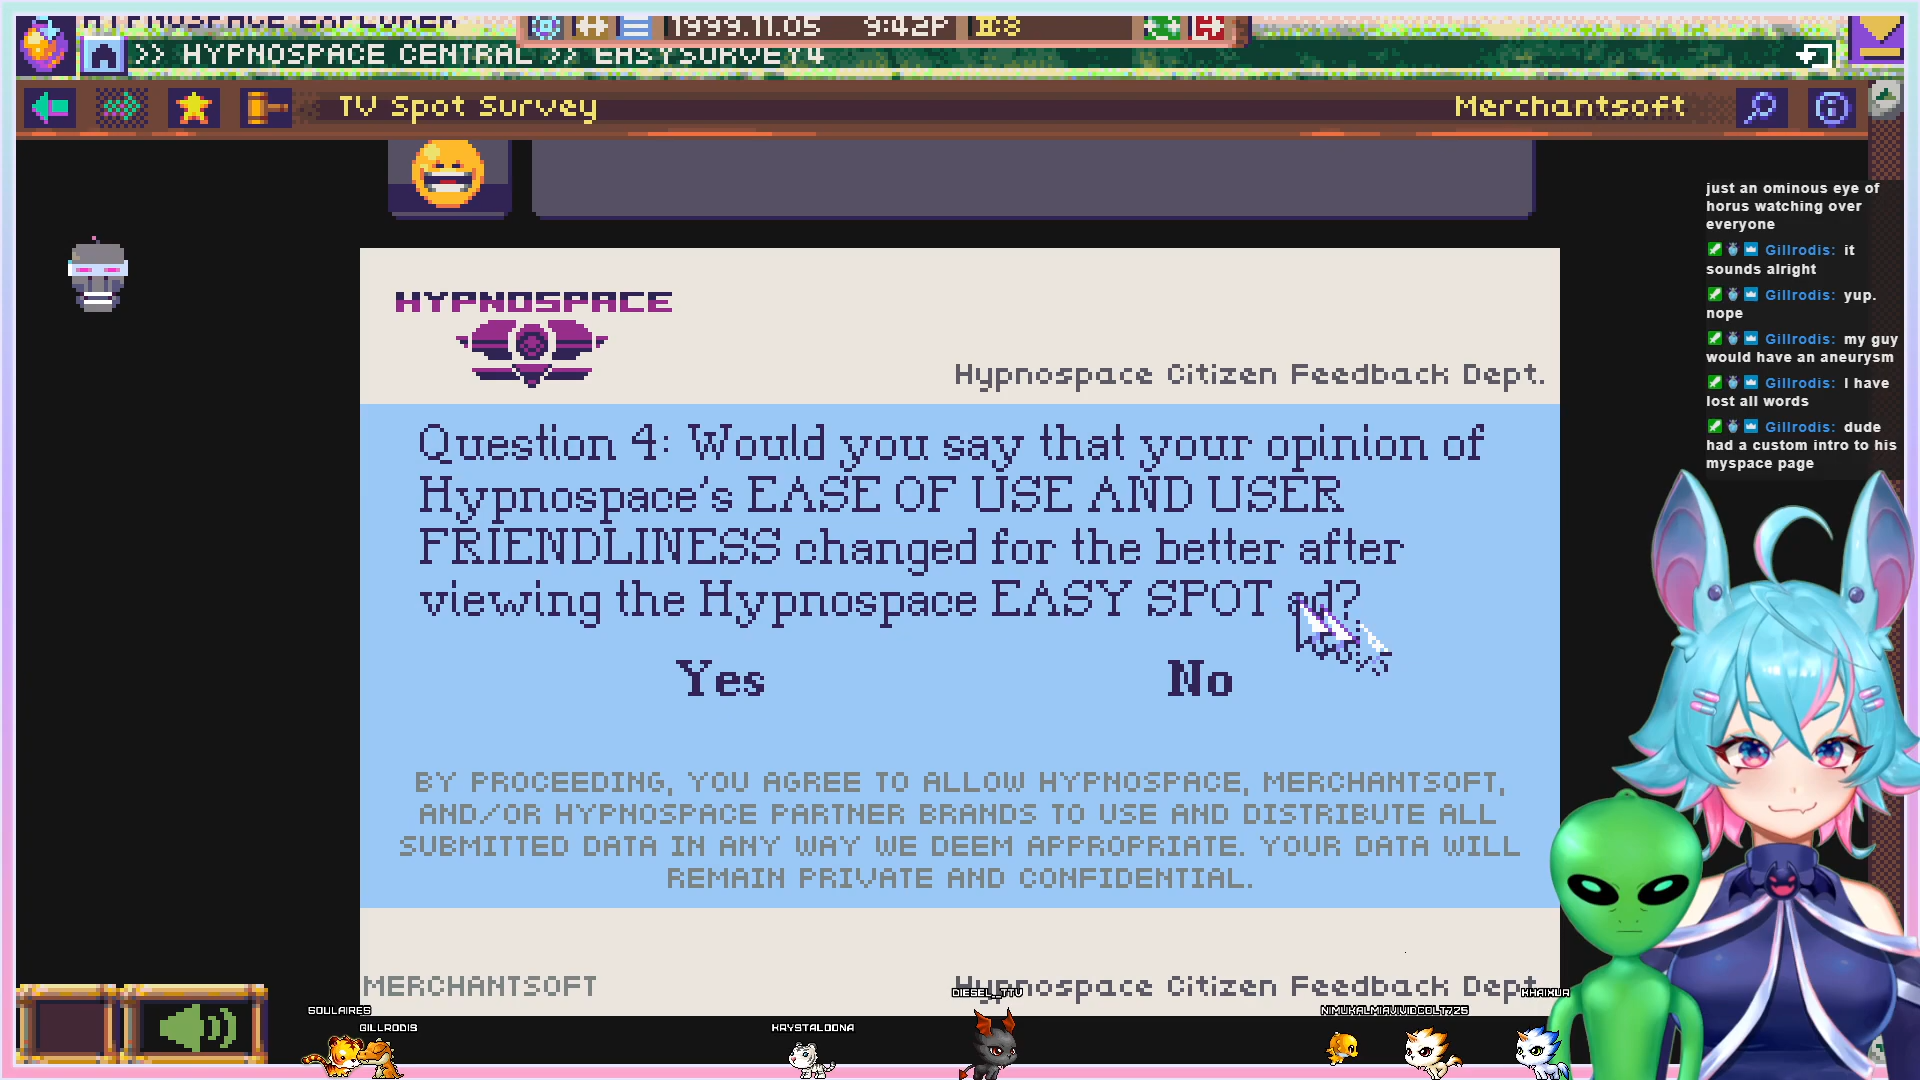 HYPNOSPACE EXPLORER
1999.11.05 9:42P
>> HYPNOSPACE CENTRAL >> EASYSURVEY4
TV Spot Survey
Merchantsoft
just an ominous eye of
horus watching over
everyone
Gillrodis: it
sounds alright
Gillrodis: yup.
nope
Gillrodis: my guy
would have an aneurysm
Gillrodis: I have
lost all words
Gillrodis: dude
had a custom intro to his
myspace page
HYPNOSPACE
Hypnospace Citizen Feedback Dept.
Question 4: Would you say that your opinion of
Hypnospace's EASE OF USE AND USER
FRIENDLINESS changed for the better after
viewing the Hypnospace EASY SPOT ad?
Yes
No
BY PROCEEDING, YOU AGREE TO ALLOW HYPNOSPACE, MERCHANTSOFT,
AND/OR HYPNOSPACE PARTNER BRANDS TO USE AND DISTRIBUTE ALL
SUBMITTED DATA IN ANY WAY WE DEEM APPROPRIATE. YOUR DATA WILL
REMAIN PRIVATE AND CONFIDENTIAL.
MERCHANTSOFT
Hypnospace Citizen Feedback Dept.
SOULAIRES
GILLRODIS
KRYSTALOONA
DIESEL_TTV